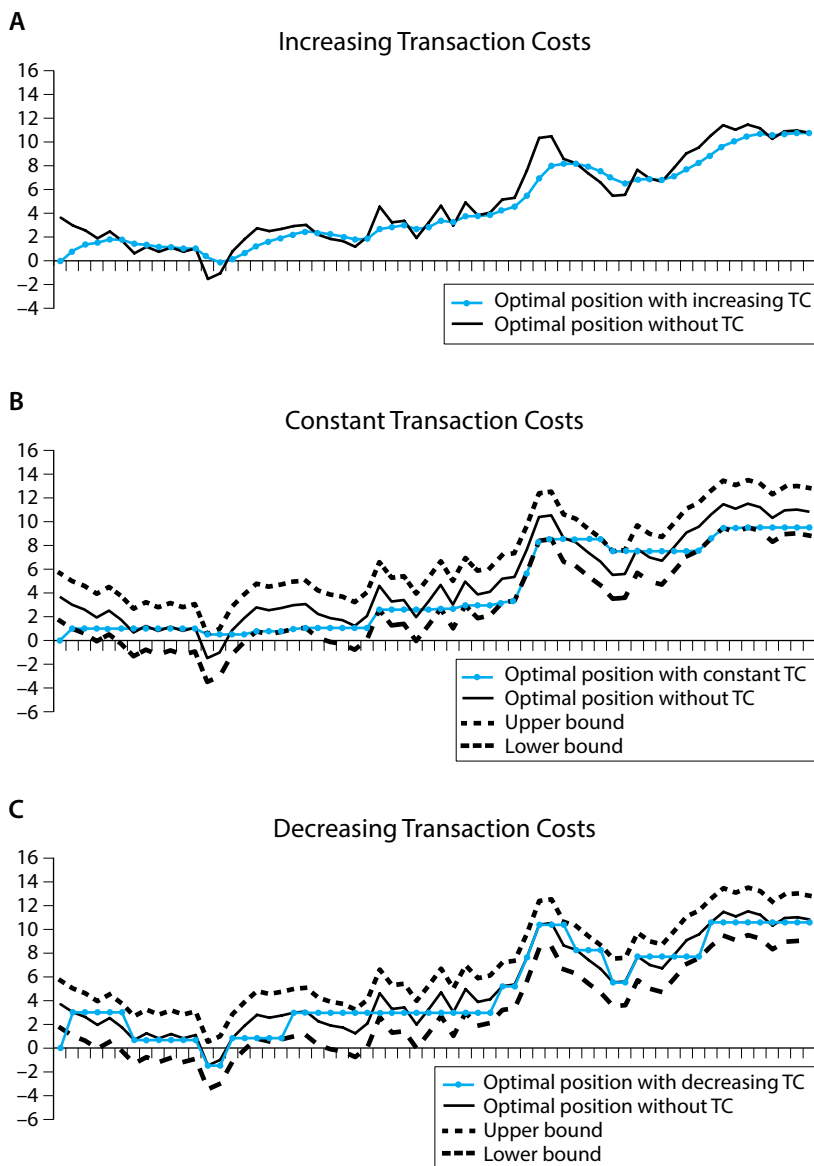 A
Increasing Transaction Costs
16
14
12
10
8
6
4
2
0
−2
−4
Optimal position with increasing TC
Optimal position without TC
B
Constant Transaction Costs
16
14
12
10
8
6
4
2
0
−2
−4
−6
Optimal position with constant TC
Optimal position without TC
Upper bound
Lower bound
C
Decreasing Transaction Costs
16
14
12
10
8
6
4
2
0
−2
−4
−6
Optimal position with decreasing TC
Optimal position without TC
Upper bound
Lower bound